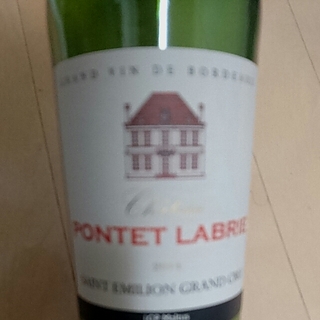 GRAND VIN DE BORDEAUX
Château
PONTET LABRIE
SAINT EMILION GRAND CRU